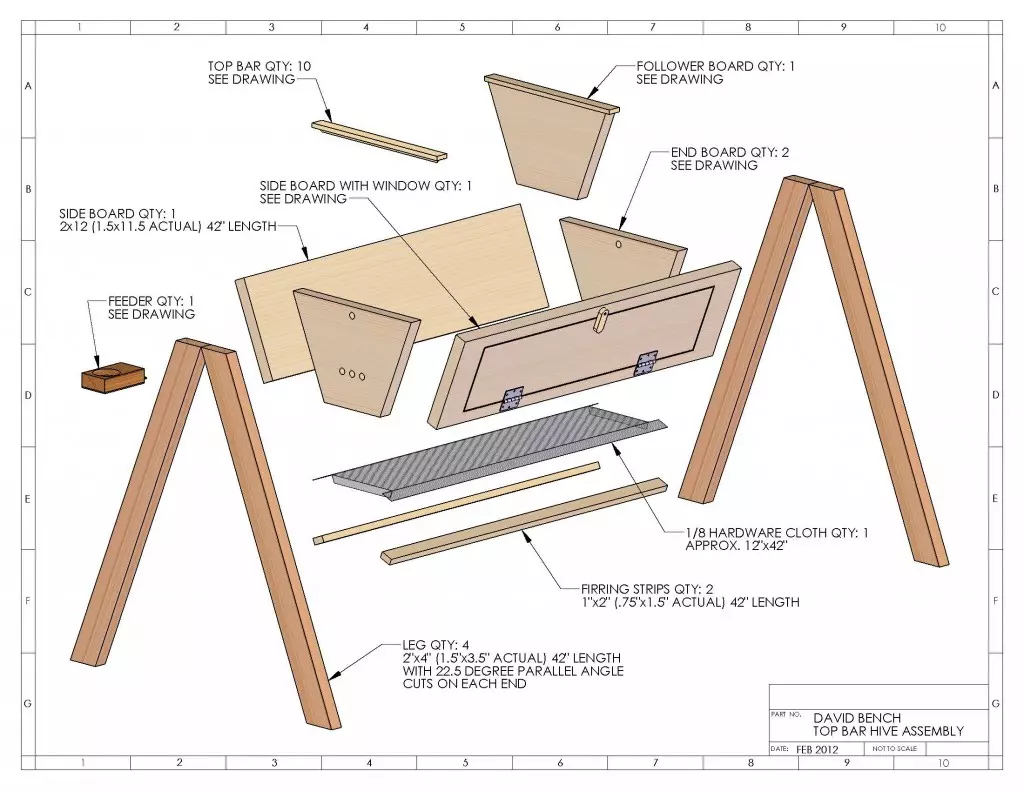 1 2 3 4 5 6 7 8 9 10
TOP BAR QTY: 10
SEE DRAWING
FOLLOWER BOARD QTY: 1
SEE DRAWING
A A
END BOARD QTY: 2
SEE DRAWING
SIDE BOARD WITH WINDOW QTY: 1
SEE DRAWING
B B
SIDE BOARD QTY: 1
2x12 (1.5x11.5 ACTUAL) 42" LENGTH
C C
FEEDER QTY: 1
SEE DRAWING
D D
E E
1/8 HARDWARE CLOTH QTY: 1
APPROX. 12"x42"
FIRRING STRIPS QTY: 2
1"x2" (.75"x1.5" ACTUAL) 42" LENGTH
F F
LEG QTY: 4
2"x4" (1.5"x3.5" ACTUAL) 42" LENGTH
WITH 22.5 DEGREE PARALLEL ANGLE
CUTS ON EACH END
G G
PART NO. DAVID BENCH
TOP BAR HIVE ASSEMBLY
DATE: FEB 2012 NOT TO SCALE
1 2 3 4 5 6 7 8 9 10